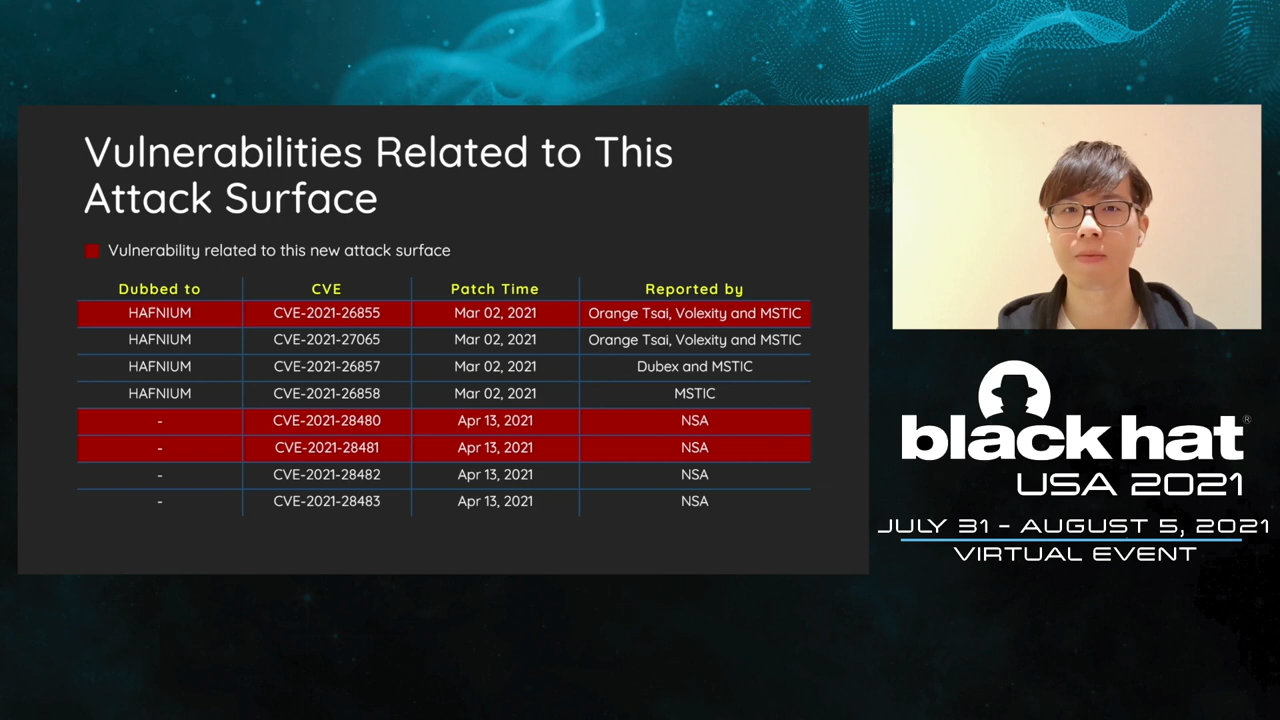 Vulnerabilities Related to This
Attack Surface
Vulnerability related to this new attack surface
Dubbed to CVE Patch Time Reported by
HAFNIUM CVE-2021-26855 Mar 02, 2021 Orange Tsai, Volexity and MSTIC
HAFNIUM CVE-2021-27065 Mar 02, 2021 Orange Tsai, Volexity and MSTIC
HAFNIUM CVE-2021-26857 Mar 02, 2021 Dubex and MSTIC
HAFNIUM CVE-2021-26858 Mar 02, 2021 MSTIC
- CVE-2021-28480 Apr 13, 2021 NSA
- CVE-2021-28481 Apr 13, 2021 NSA
- CVE-2021-28482 Apr 13, 2021 NSA
- CVE-2021-28483 Apr 13, 2021 NSA
black hat®
USA 2021
JULY 31 - AUGUST 5, 2021
VIRTUAL EVENT